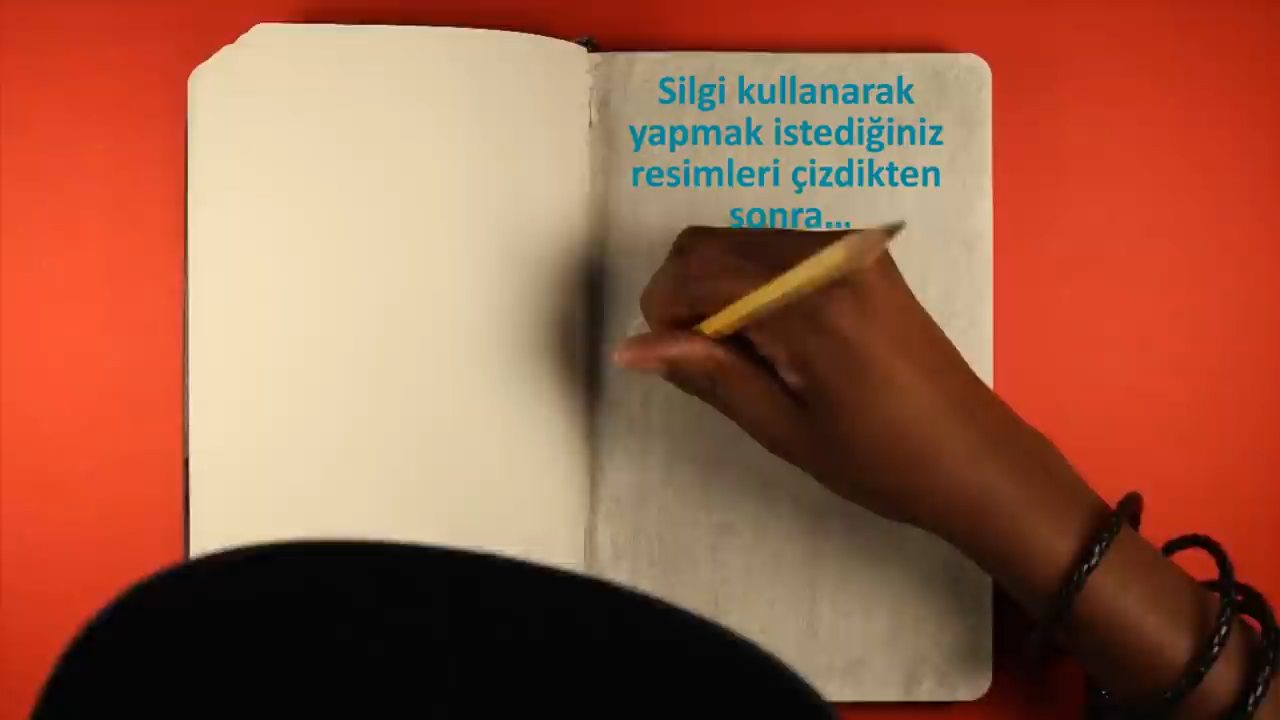 Silgi kullanarak
yapmak istediğiniz
resimleri çizdikten
sonra...